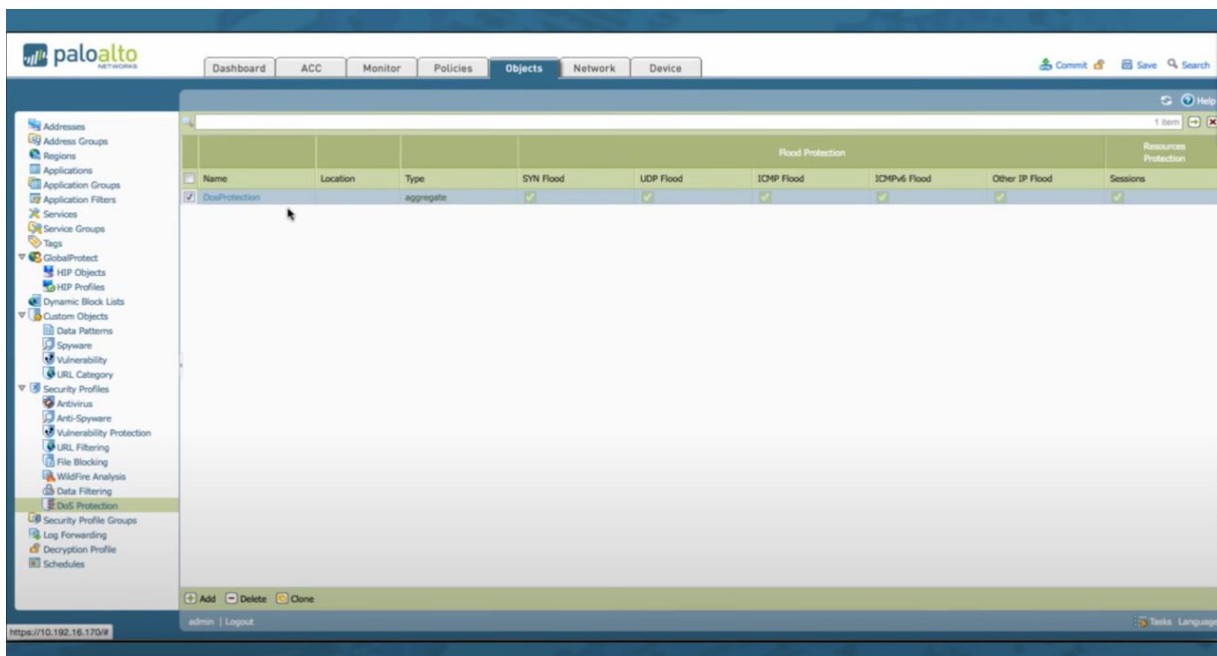 paloalto
NETWORKS
Dashboard ACC Monitor Policies Objects Network Device
Commit Save Search
Help
1 item
Addresses
Address Groups
Regions
Applications
Application Groups
Application Filters
Services
Service Groups
Tags
GlobalProtect
HIP Objects
HIP Profiles
Dynamic Block Lists
Custom Objects
Data Patterns
Spyware
Vulnerability
URL Category
Security Profiles
Antivirus
Anti-Spyware
Vulnerability Protection
URL Filtering
File Blocking
WildFire Analysis
Data Filtering
DoS Protection
Security Profile Groups
Log Forwarding
Decryption Profile
Schedules
Flood Protection
Resources
Protection
Name Location Type SYN Flood UDP Flood ICMP Flood ICMPv6 Flood Other IP Flood Sessions
DosProtection aggregate
Add Delete Clone
admin | Logout
Tasks Language
https://10.192.16.170/#